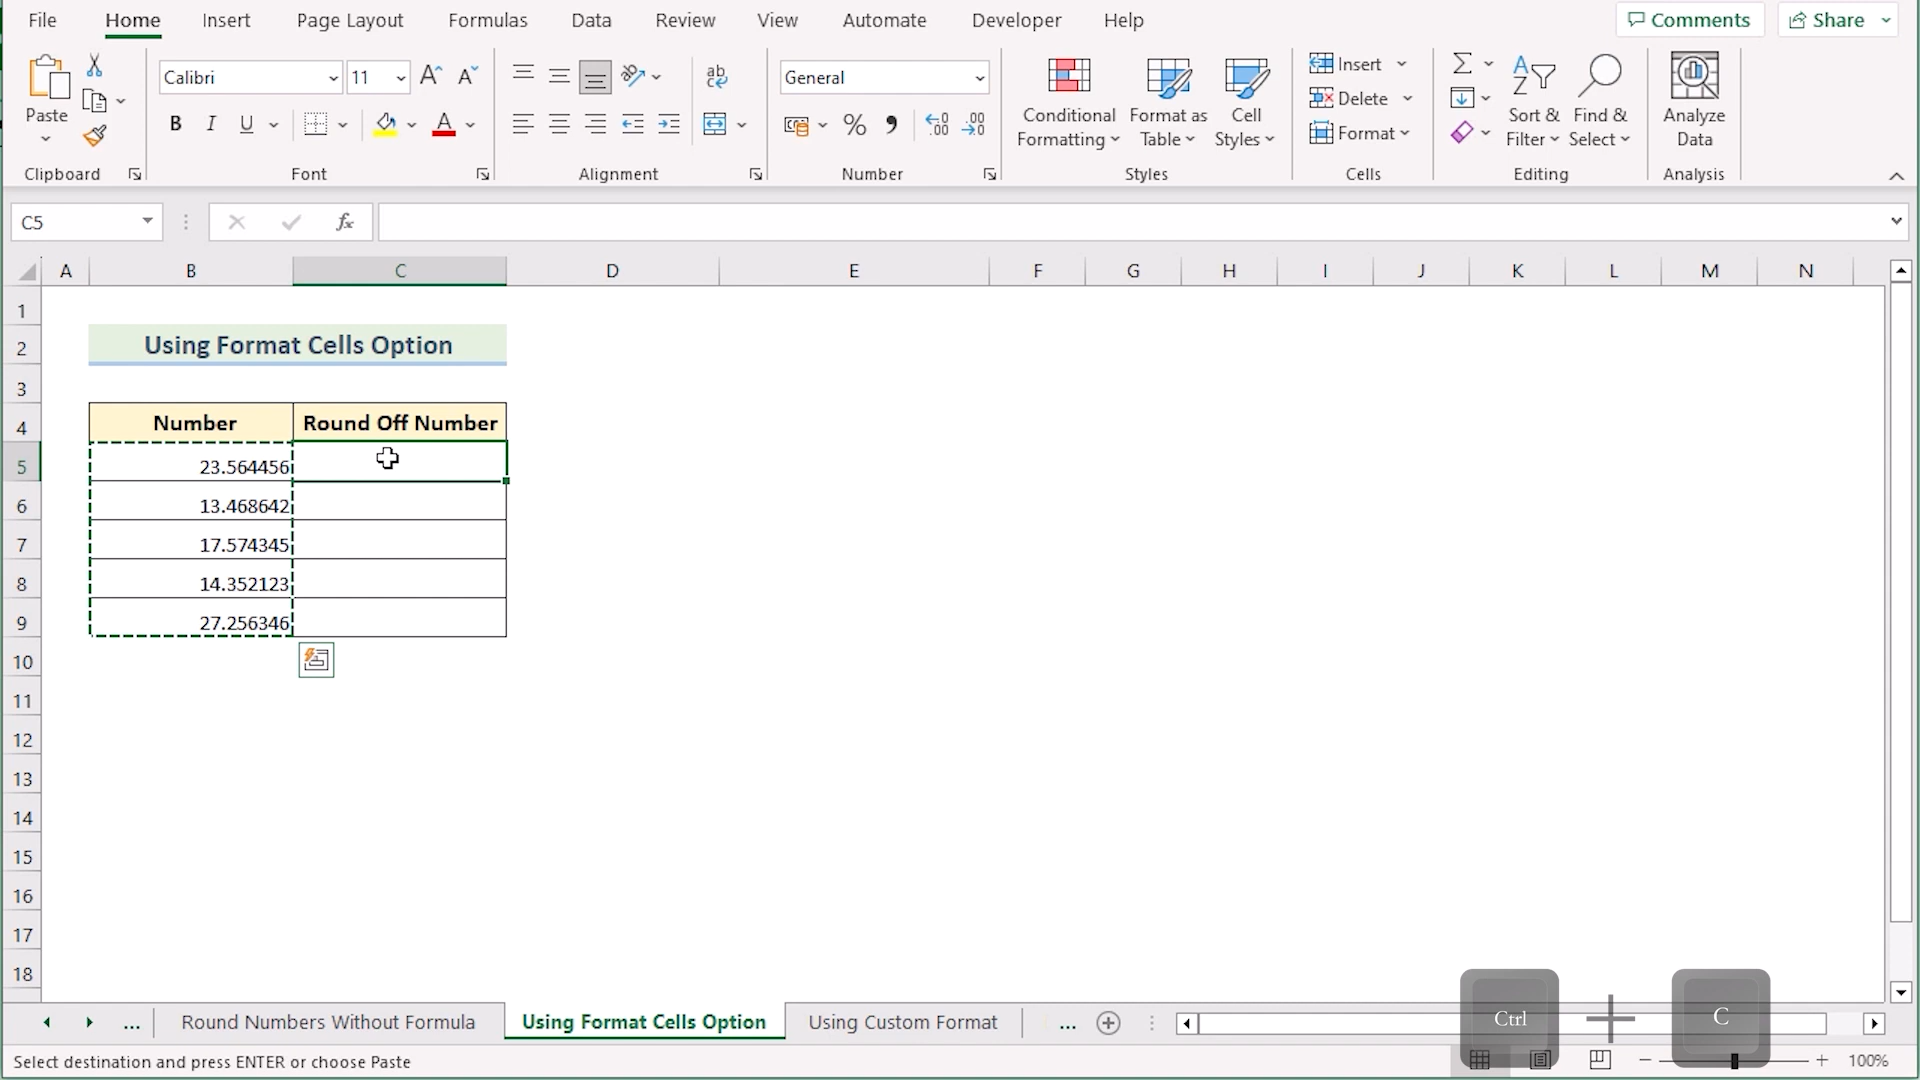 File Home Insert Page Layout Formulas Data Review View Automate Developer Help Comments Share
Paste
Clipboard
Calibri 11
B I U A
Font
ab
Alignment
General
% 9 .00 .00
Number
Conditional Formatting
Format as Table
Cell Styles
Styles
Insert
Delete
Format
Cells
Sort & Filter
Find & Select
Editing
Analyze Data
Analysis
C5 fx
A B C D E F G H I J K L M N
1
2 Using Format Cells Option
3
4 Number Round Off Number
5 23.564456
6 13.468642
7 17.574345
8 14.352123
9 27.256346
10
11
12
13
14
15
16
17
18
... Round Numbers Without Formula Using Format Cells Option Using Custom Format ...
Ctrl + C
Select destination and press ENTER or choose Paste 100%